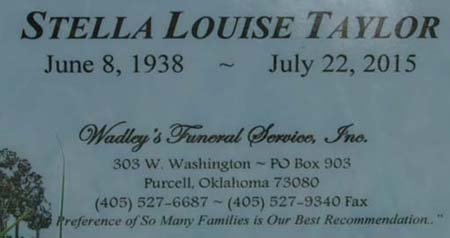 STELLA LOUISE TAYLOR
June 8, 1938 ~ July 22, 2015
Wadley's Funeral Service, Inc.
303 W. Washington ~ PO Box 903
Purcell, Oklahoma 73080
(405) 527-6687 ~ (405) 527-9340 Fax
Preference of So Many Families is Our Best Recommendation.."